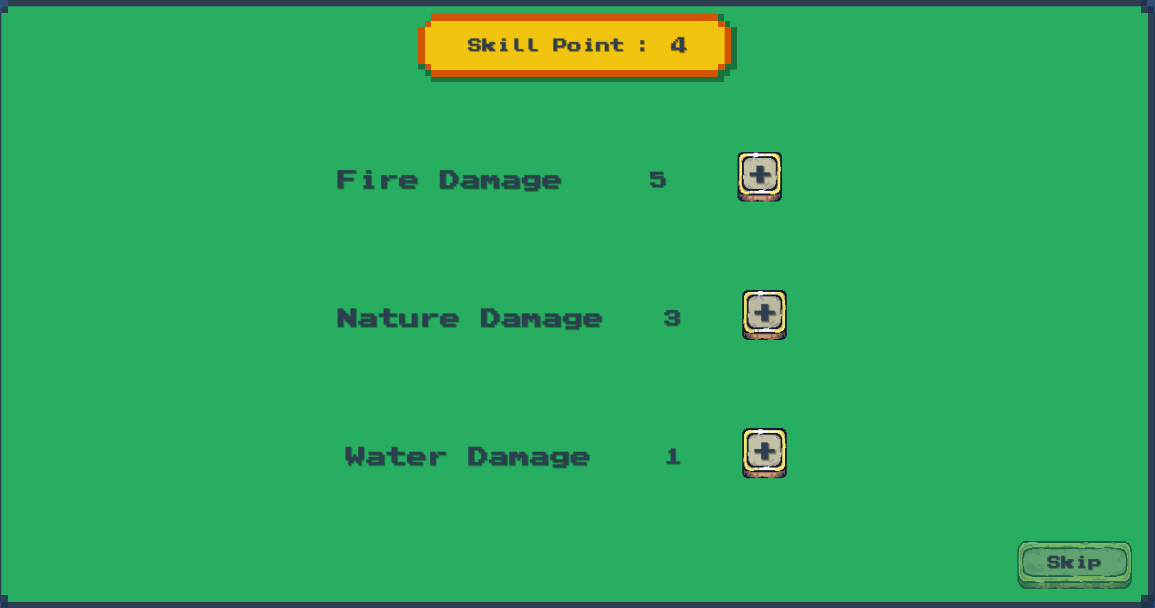 Skill Point : 4
Fire Damage 5 +
Nature Damage 3 +
Water Damage 1 +
Skip